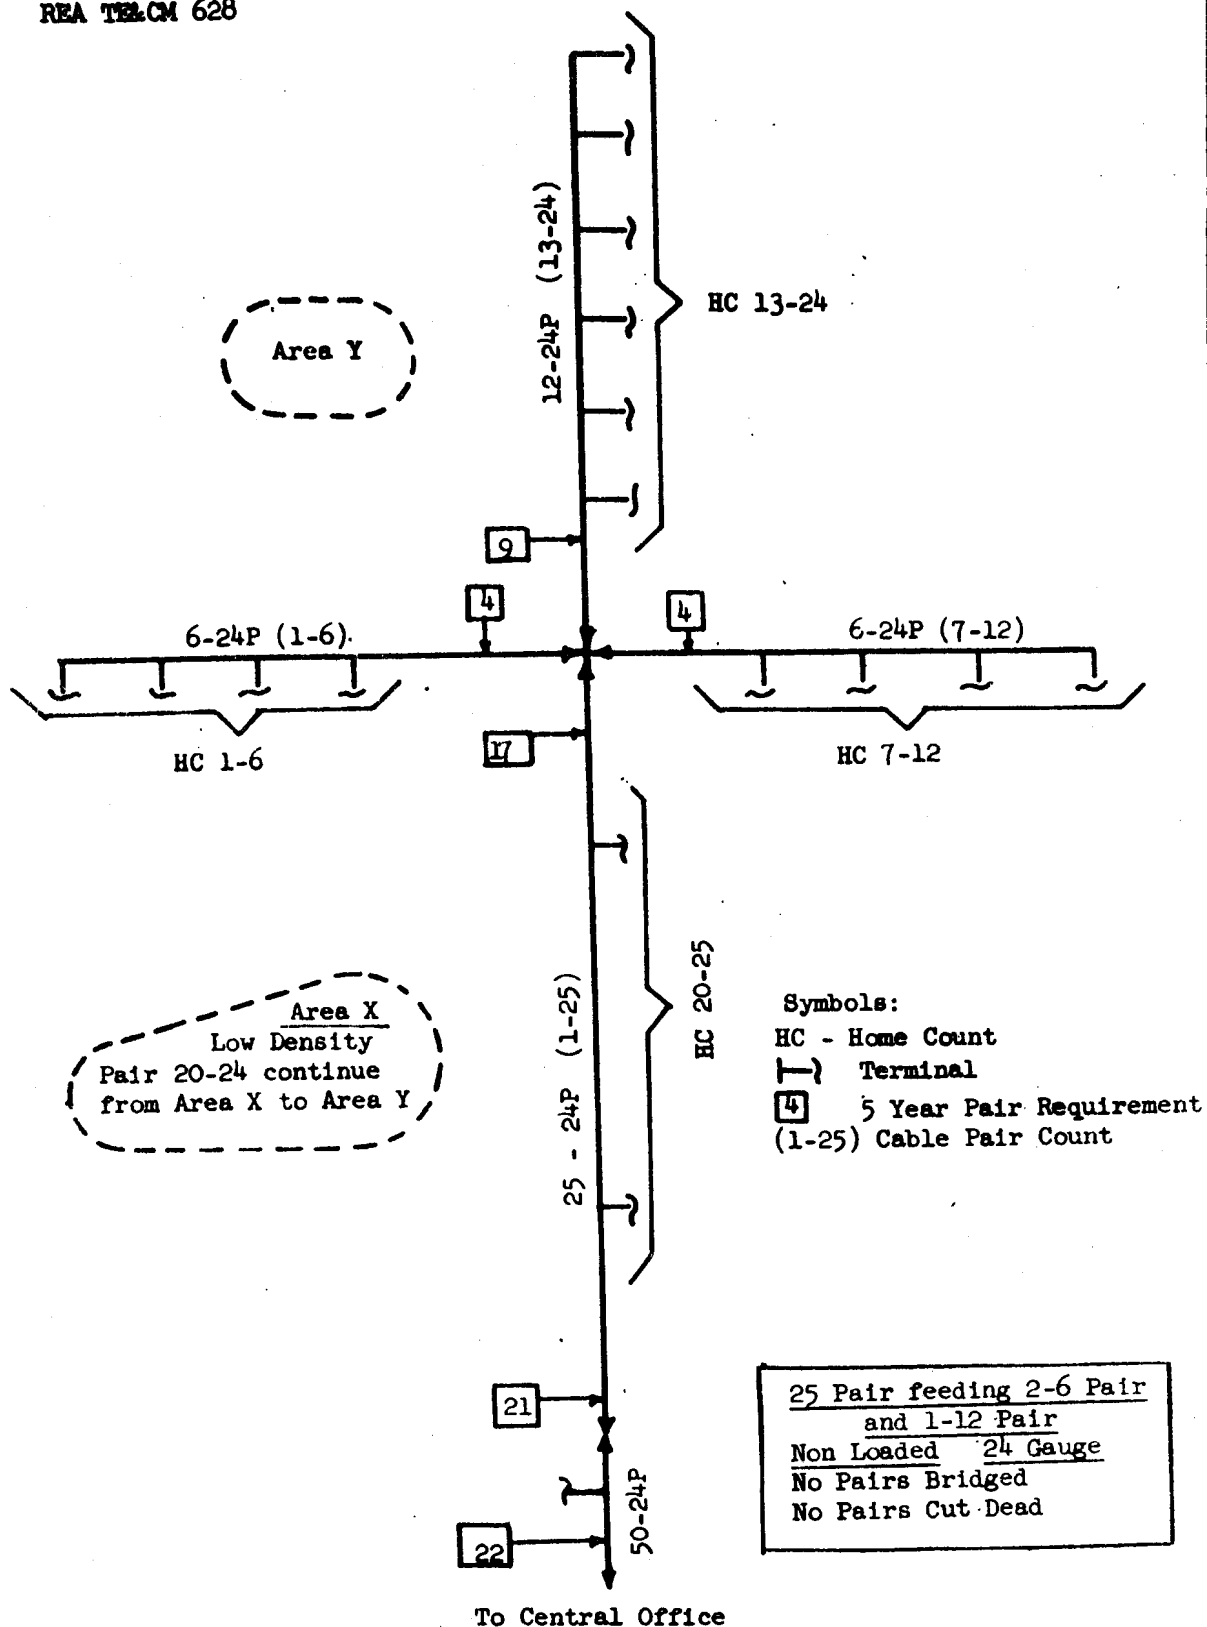 REA TE&CM 628
12-24P (13-24)
HC 13-24
Area Y
9
4
4
6-24P (1-6)
6-24P (7-12)
HC 1-6
HC 7-12
17
25 - 24P (1-25)
HC 20-25
Area X
Low Density
Pair 20-24 continue
from Area X to Area Y
Symbols:
HC - Home Count
Terminal
4 5 Year Pair Requirement
(1-25) Cable Pair Count
21
50-24P
22
25 Pair feeding 2-6 Pair
and 1-12 Pair
Non Loaded 24 Gauge
No Pairs Bridged
No Pairs Cut Dead
To Central Office